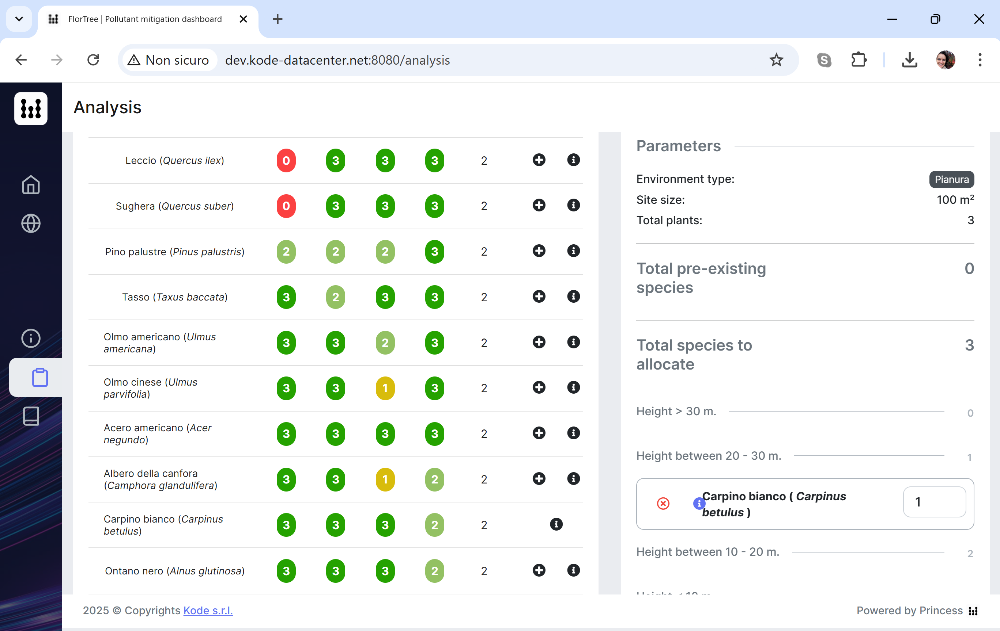 FlorTree | Pollutant mitigation dashboard
Non sicuro
dev.kode-datacenter.net:8080/analysis
Analysis
Leccio (Quercus ilex) 0 3 3 3 2
Sughera (Quercus suber) 0 3 3 3 2
Pino palustre (Pinus palustris) 2 2 2 3 2
Tasso (Taxus baccata) 3 2 3 3 2
Olmo americano (Ulmus
americana) 3 3 2 3 2
Olmo cinese (Ulmus
parvifolia) 3 3 1 3 2
Acero americano (Acer
negundo) 3 3 3 3 2
Albero della canfora
(Camphora glandulifera) 3 3 1 2 2
Carpino bianco (Carpinus
betulus) 3 3 3 2 2
Ontano nero (Alnus glutinosa) 3 3 3 2 2
Parameters
Environment type: Pianura
Site size: 100 m²
Total plants: 3
Total pre-existing 0
species
Total species to 3
allocate
Height > 30 m. 0
Height between 20 - 30 m. 1
Carpino bianco ( Carpinus
betulus ) 1
Height between 10 - 20 m. 2
2025 © Copyrights Kode s.r.l.
Powered by Princess